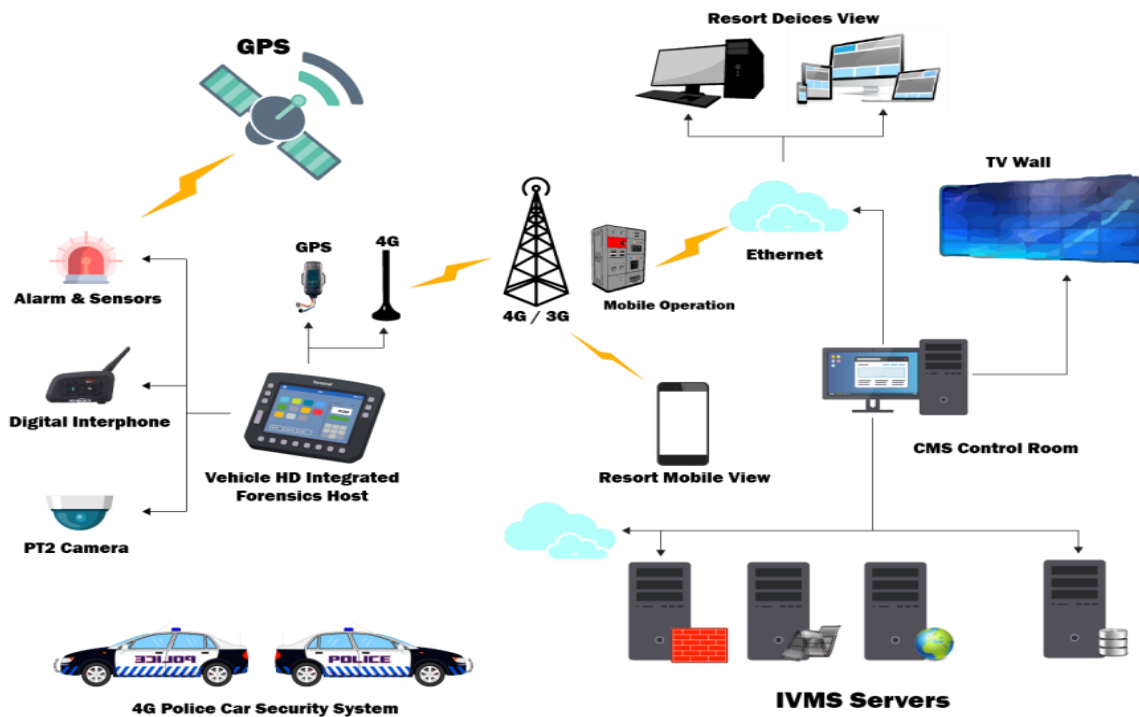 Resort Deices View
GPS
TV Wall
GPS
4G
Ethernet
Alarm & Sensors
Mobile Operation
4G / 3G
Digital Interphone
CMS Control Room
Vehicle HD Integrated
Forensics Host
Resort Mobile View
PT2 Camera
POLICE
POLICE
IVMS Servers
4G Police Car Security System